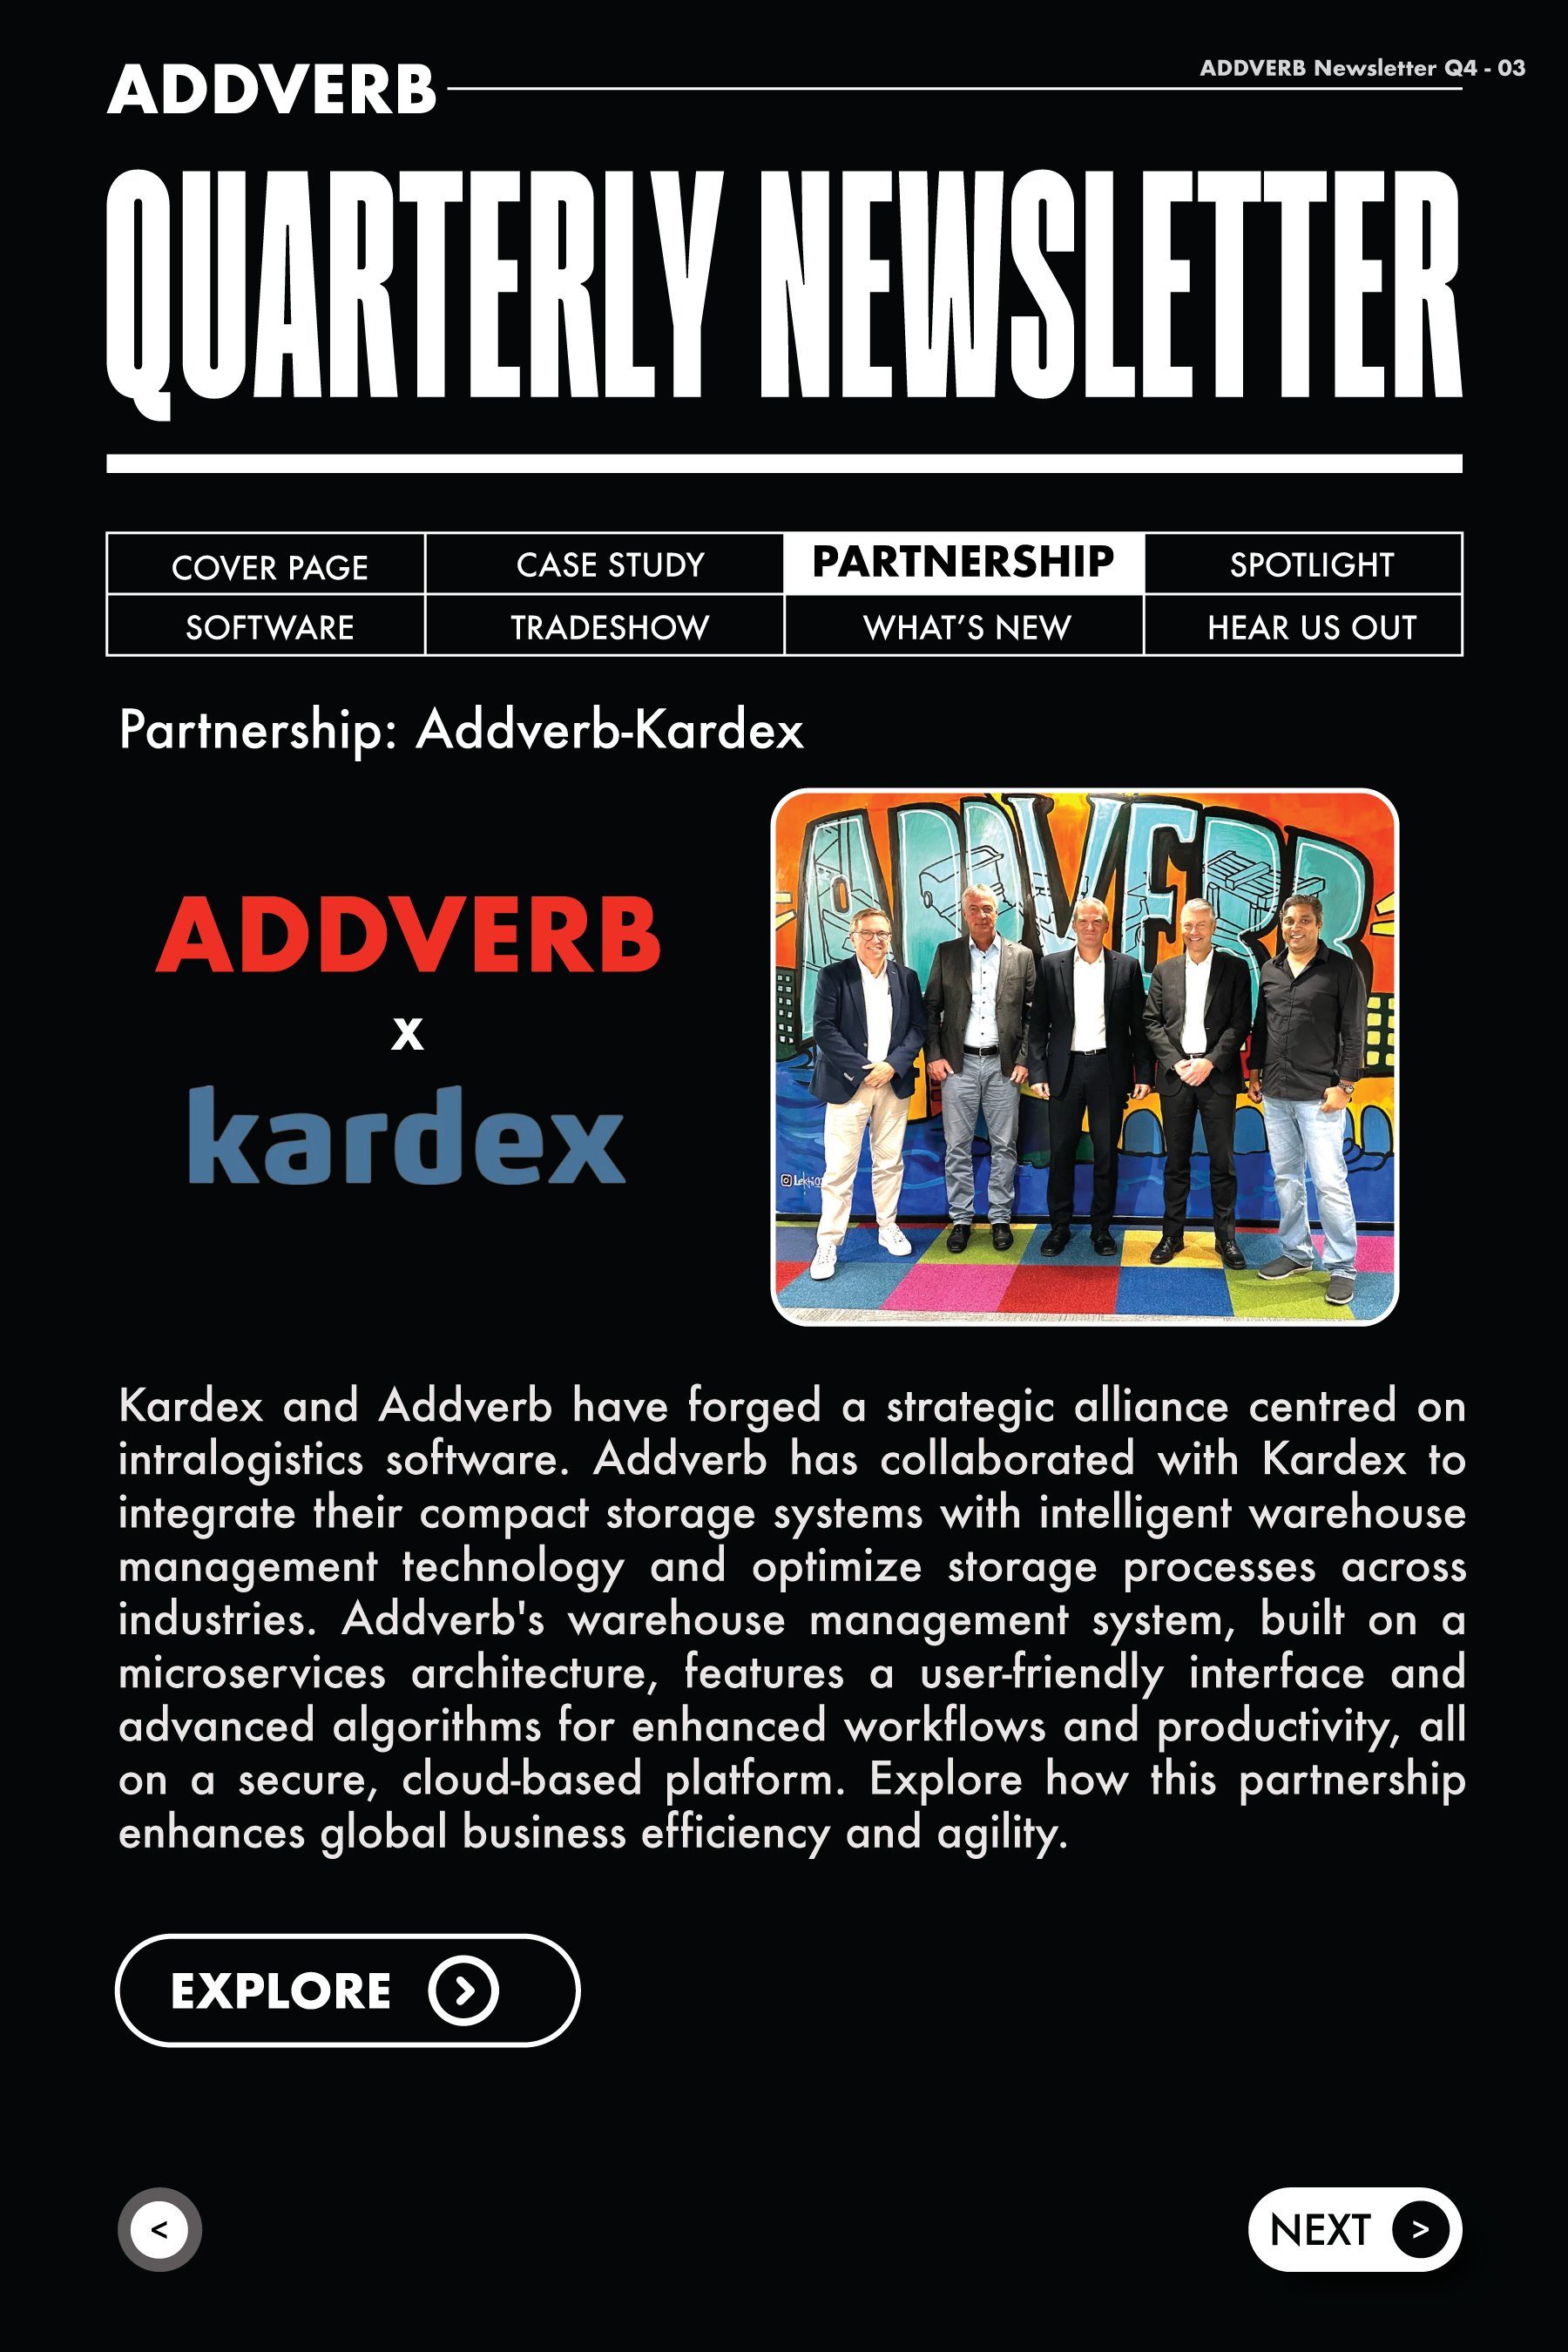 ADDVERB
ADDVERB Newsletter Q4 - 03
QUARTERLY NEWSLETTER
COVER PAGE
CASE STUDY
PARTNERSHIP
SPOTLIGHT
SOFTWARE
TRADESHOW
WHAT'S NEW
HEAR US OUT
Partnership: Addverb-Kardex
ADDVERB
x
kardex
ADDVERB
Kardex and Addverb have forged a strategic alliance centred on
intralogistics software. Addverb has collaborated with Kardex to
integrate their compact storage systems with intelligent warehouse
management technology and optimize storage processes across
industries. Addverb's warehouse management system, built on a
microservices architecture, features a user-friendly interface and
advanced algorithms for enhanced workflows and productivity, all
on a secure, cloud-based platform. Explore how this partnership
enhances global business efficiency and agility.
EXPLORE >
<
NEXT >